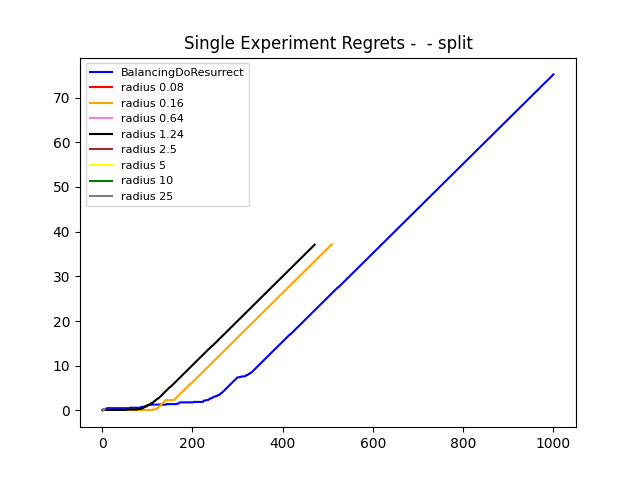 Single Experiment Regrets -  - split
BalancingDoResurrect
radius 0.08
radius 0.16
radius 0.64
radius 1.24
radius 2.5
radius 5
radius 10
radius 25
70
60
50
40
30
20
10
0
0 200 400 600 800 1000